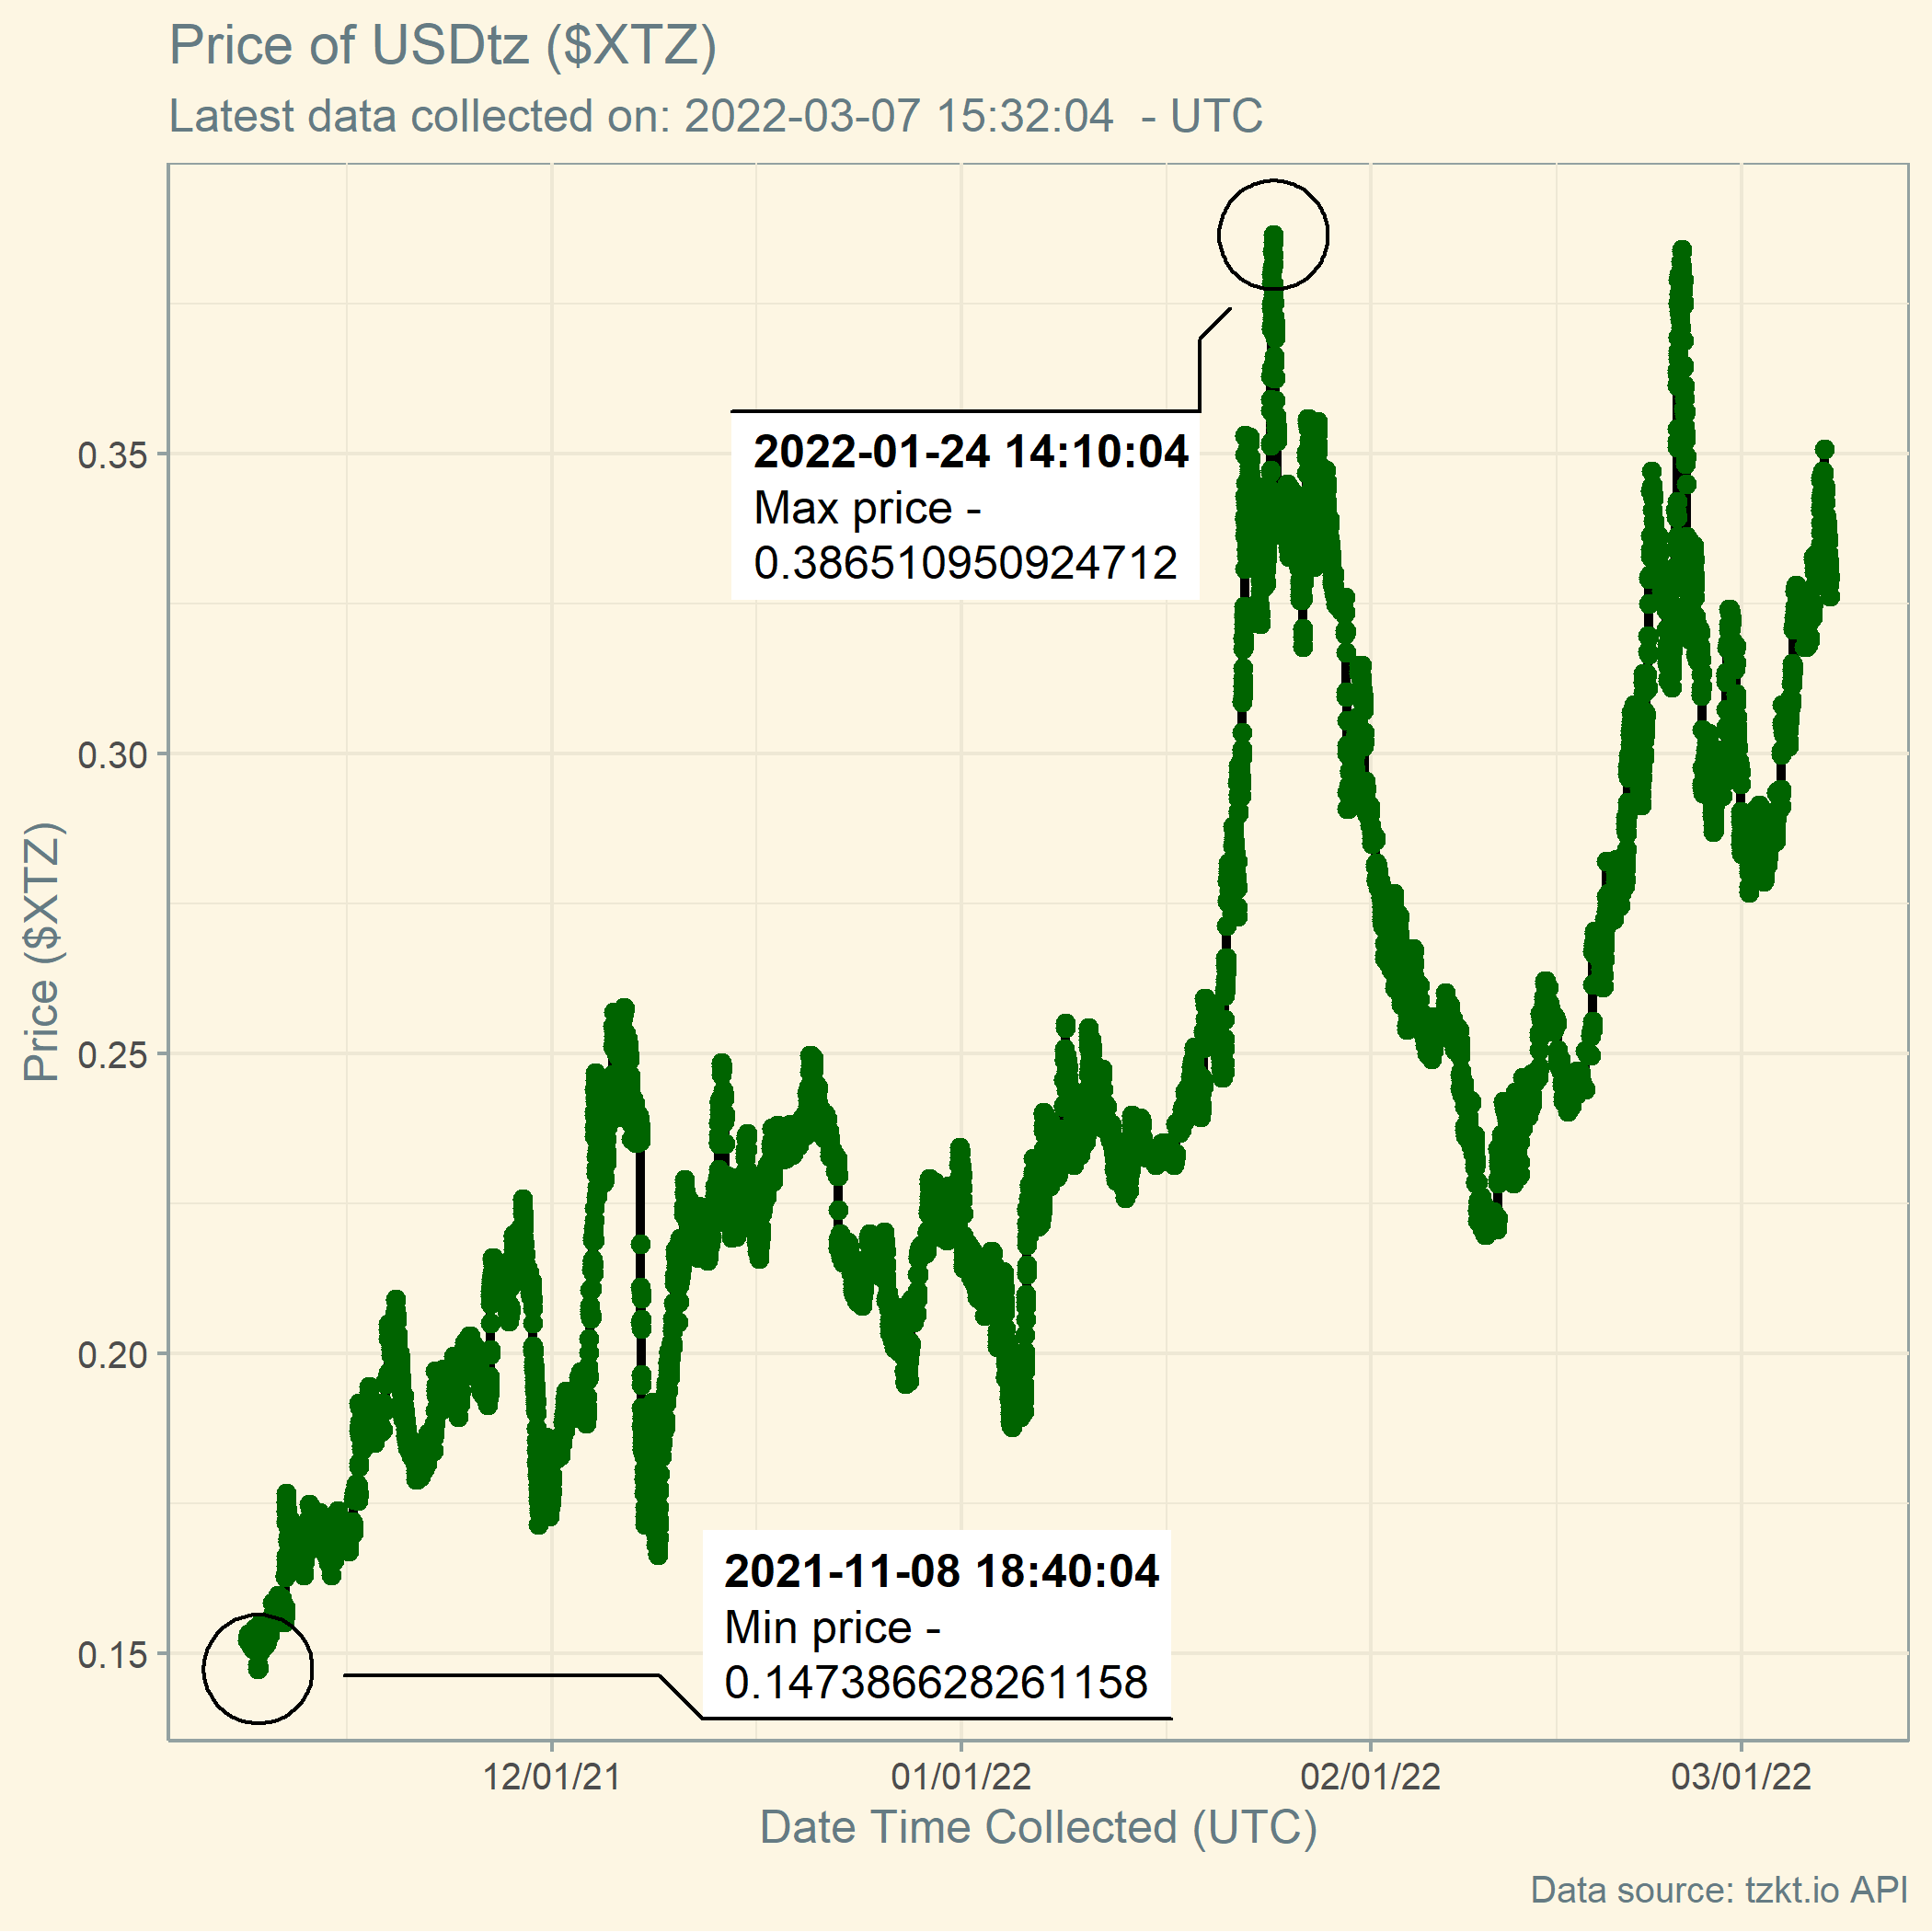 Price of USDtz ($XTZ)
Latest data collected on: 2022-03-07 15:32:04  - UTC
2022-01-24 14:10:04
Max price -
0.386510950924712
2021-11-08 18:40:04
Min price -
0.147386628261158
Price ($XTZ)
0.35
0.30
0.25
0.20
0.15
12/01/21
01/01/22
02/01/22
03/01/22
Date Time Collected (UTC)
Data source: tzkt.io API